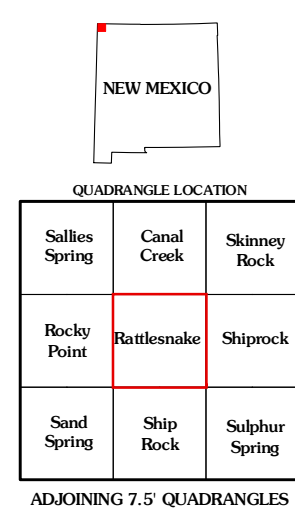 NEW MEXICO
QUADRANGLE LOCATION
Sallies
Spring
Canal
Creek
Skinney
Rock
Rocky
Point
Rattlesnake
Shiprock
Sand
Spring
Ship
Rock
Sulphur
Spring
ADJOINING 7.5' QUADRANGLES